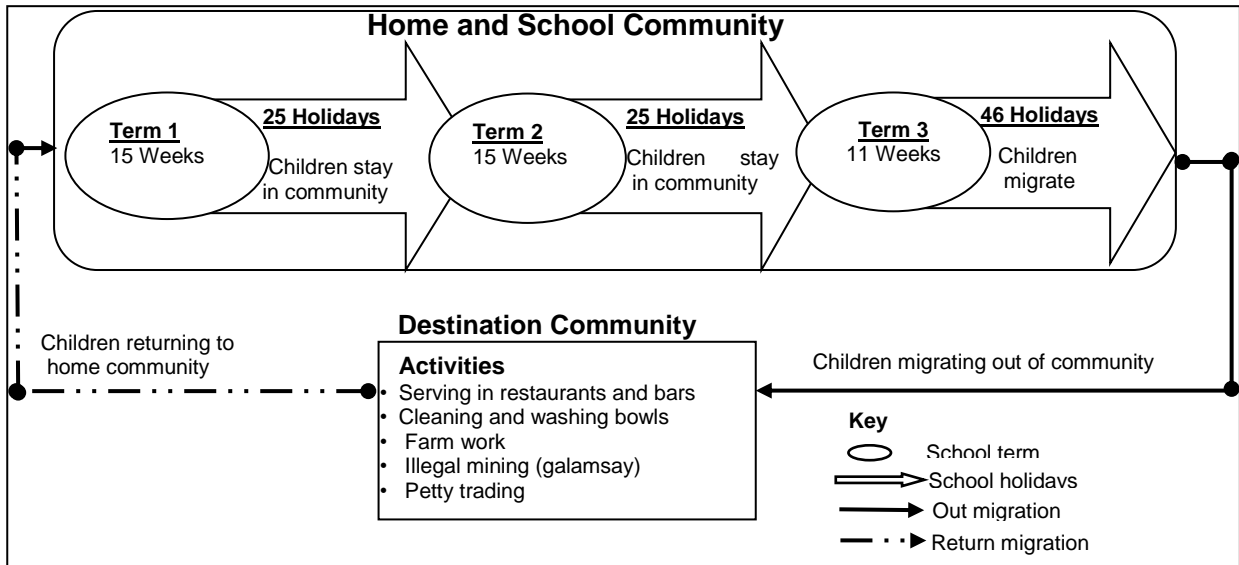 Home and School Community
Term 1
15 Weeks
25 Holidays
Children stay
in community
Term 2
15 Weeks
25 Holidays
Children stay
in community
Term 3
11 Weeks
46 Holidays
Children
migrate
Children returning to
home community
Destination Community
Activities
• Serving in restaurants and bars
• Cleaning and washing bowls
• Farm work
• Illegal mining (galamsay)
• Petty trading
Children migrating out of community
Key
School term
School holidays
Out migration
Return migration